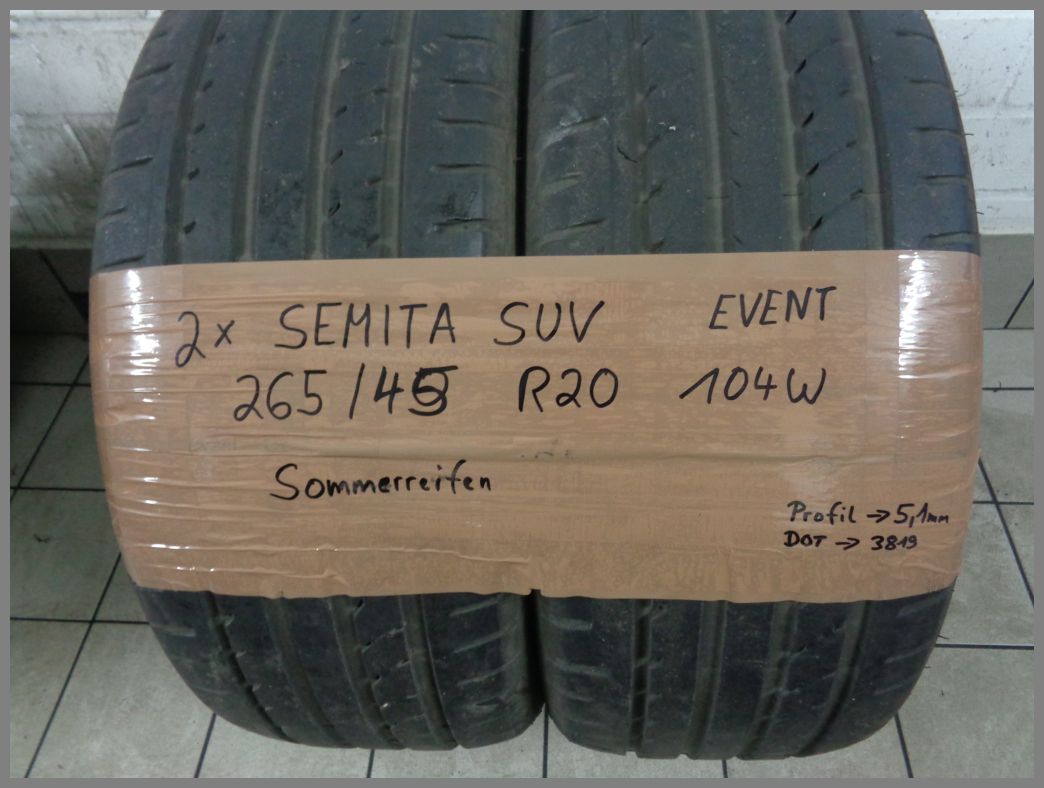 2x SEMITA SUV EVENT
265/45 R20 104W
Sommerreifen
Profil → 5,1mm
DOT → 3819